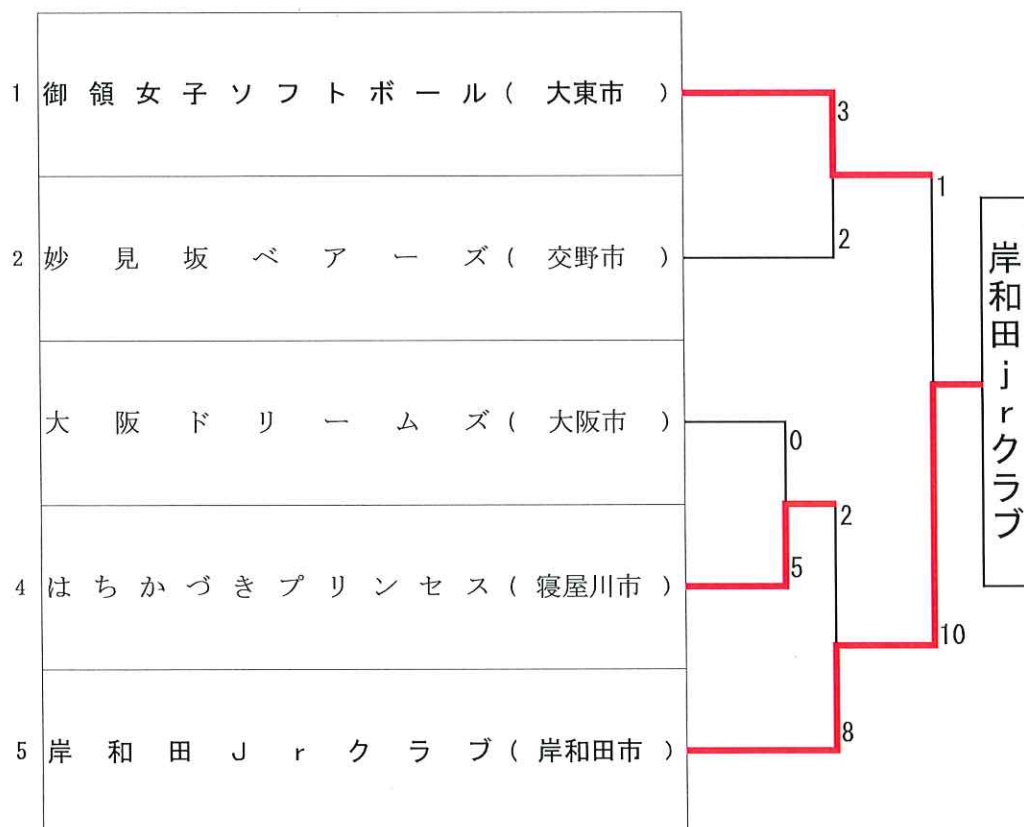 1 御領女子ソフトボール( 大東市 )
3
1
2 妙見坂ベアーズ( 交野市 )
2
大阪ドリームズ( 大阪市 )
0
2
4 はちかづきプリンセス( 寝屋川市 )
5
10
5 岸和田Jrクラブ( 岸和田市 )
8
岸和田jrクラブ